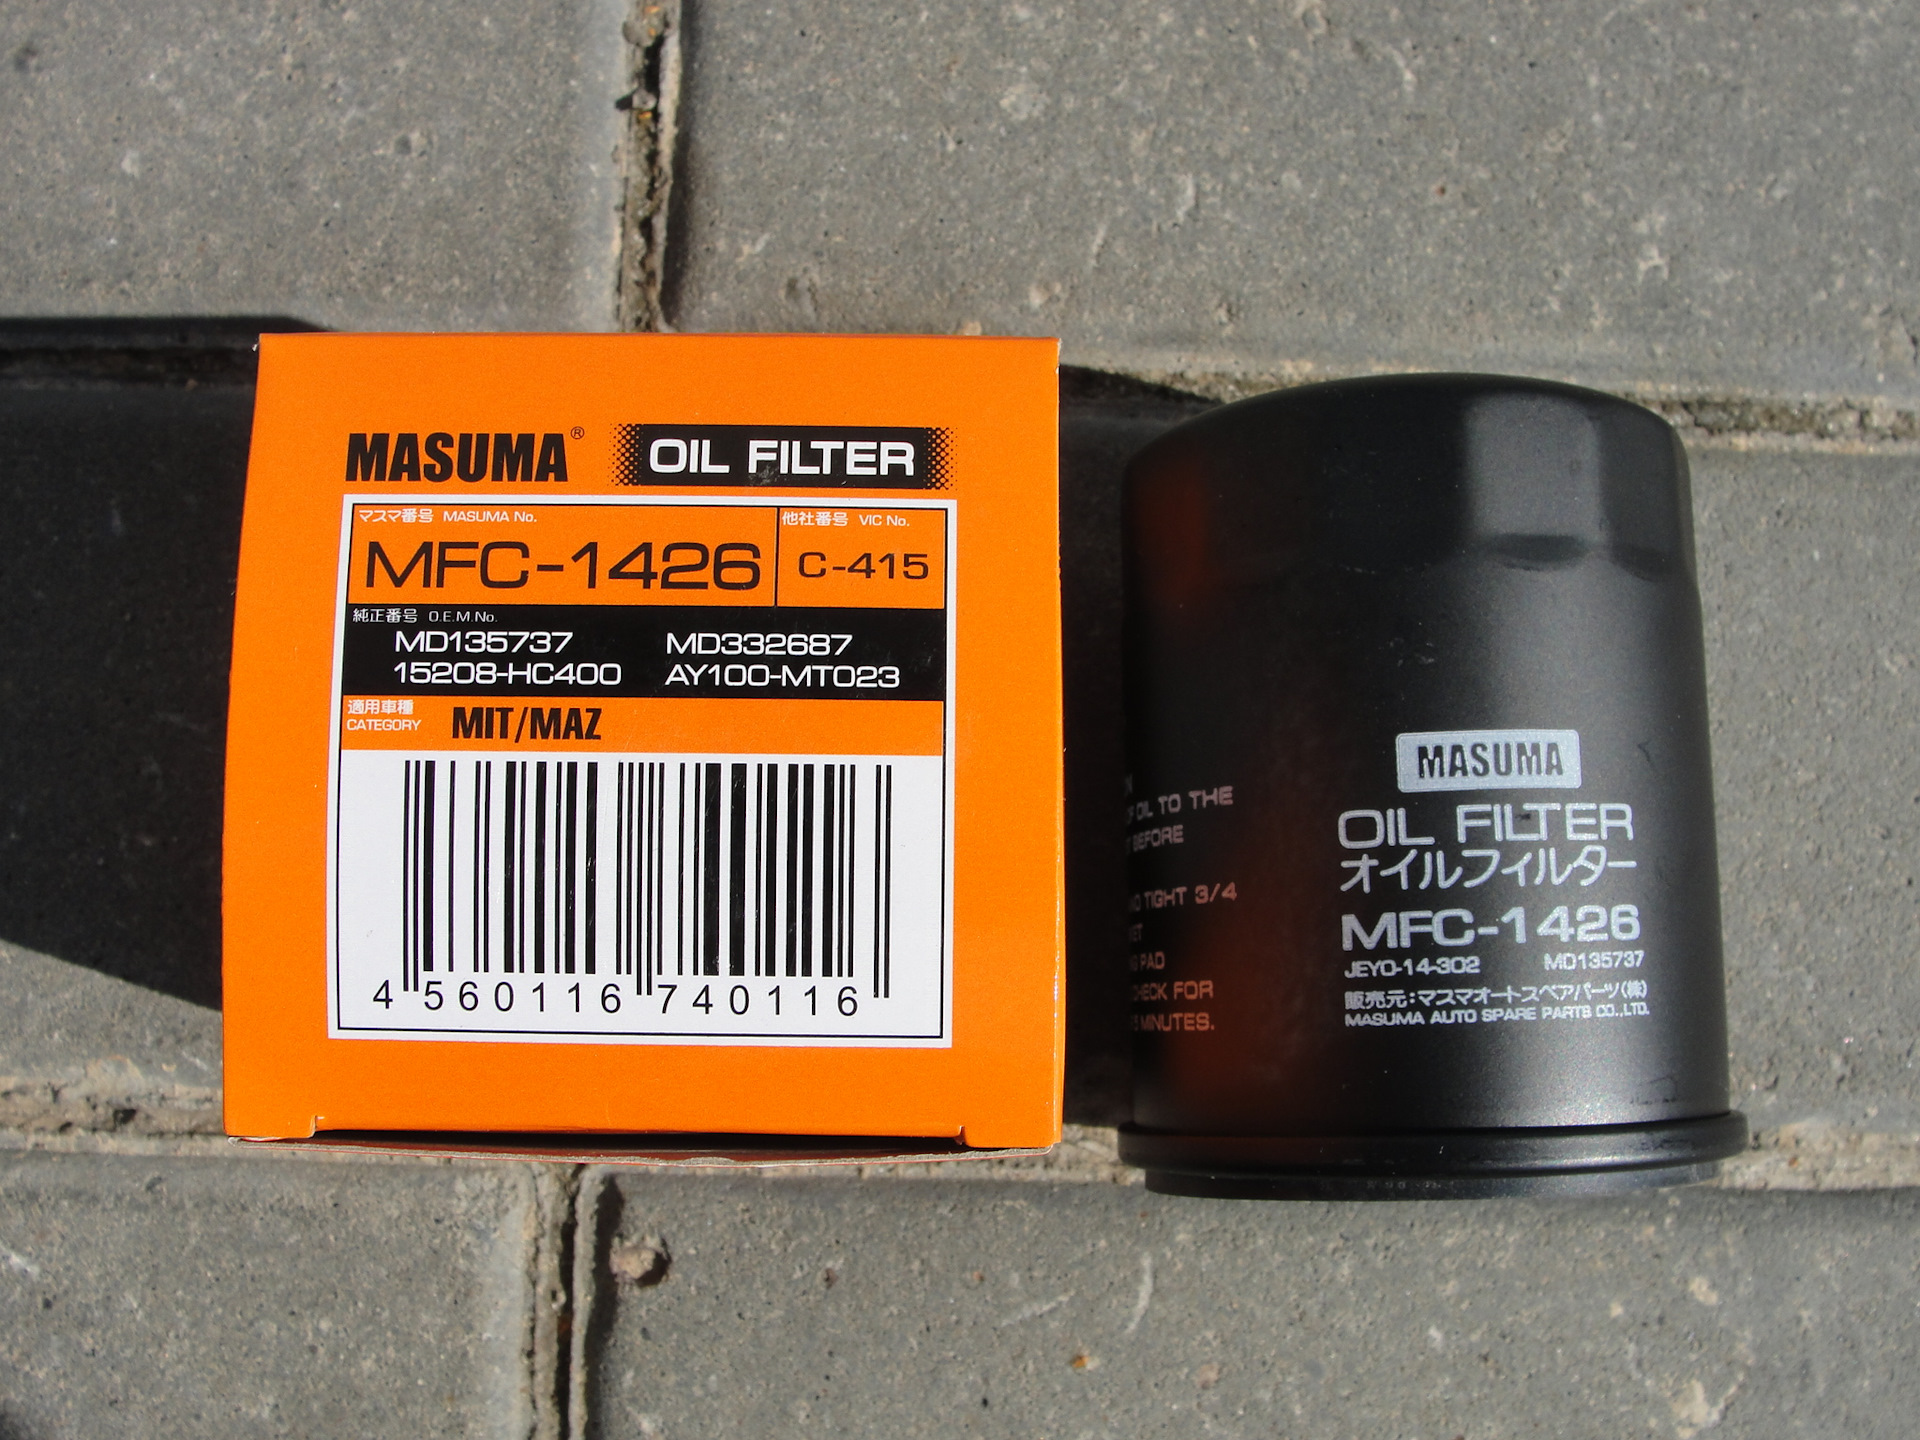 MASUMA® OIL FILTER
マスマ番号 MASUMA No.
MFC-1426
他社番号 VIC No.
C-415
純正番号 O.E.M.No.
MD135737 MD332687
15208-HC400 AY100-MT023
適用車種
CATEGORY
MIT/MAZ
4 560116 740116
OIL TO THE
BEFORE
TIGHT 3/4
PAD
CHECK FOR
MINUTES.
MASUMA
OIL FILTER
オイルフィルター
MFC-1426
JEYO-14-302 MD135737
販売元:マスマオートスペアパーツ(株)
MASUMA AUTO SPARE PARTS CO.,LTD.